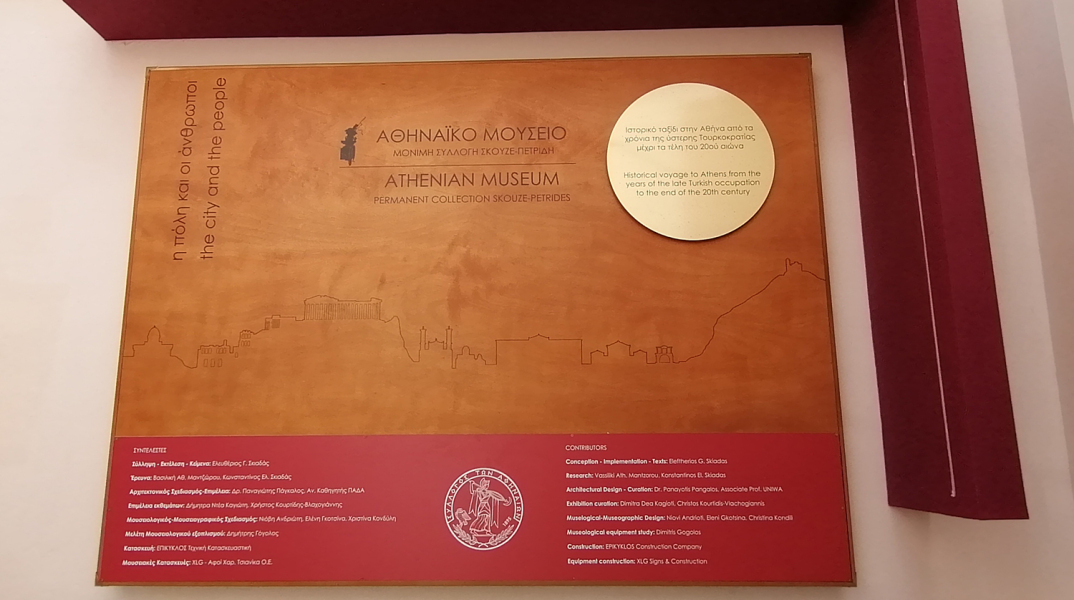 η πόλη και οι άνθρωποι
the city and the people
ΑΘΗΝΑΪΚΟ ΜΟΥΣΕΙΟ
ΜΟΝΙΜΗ ΣΥΛΛΟΓΗ ΣΚΟΥΖΕ-ΠΕΤΡΙΔΗ
ATHENIAN MUSEUM
PERMANENT COLLECTION SKOUZE-PETRIDES
Ιστορικό ταξίδι στην Αθήνα από τα
χρόνια της ύστερης Τουρκοκρατίας
μέχρι τα τέλη του 20ού αιώνα
Historical voyage to Athens from the
years of the late Turkish occupation
to the end of the 20th century
ΣΥΝΤΕΛΕΣΤΕΣ
Σύλληψη - Εκτέλεση - Κείμενα: Ελευθέριος Γ. Σκιαδάς
Έρευνα: Βασιλική Αθ. Μαντζώρου, Κωνσταντίνος Ελ. Σκιαδάς
Αρχιτεκτονικός Σχεδιασμός-Επιμέλεια: Δρ. Παναγιώτη Πάγκαλος, Αν. Καθηγητής ΠΑΔΑ
Επιμέλεια εκθεμάτων: Δήμητρα Ντέα Καγιώτη, Χρήστος Κουρτίδης-Βλαχογιάννης
Μουσειολογικός-Μουσειογραφικός Σχεδιασμός: Νιόβη Ανδριώτη, Ελένη Γκοτσίνα, Χριστίνα Κονδύλη
Μελέτη Μουσειολογικού εξοπλισμού: Δημήτρης Γόγολος
Κατασκευή: ΕΠΙΚΥΚΛΟΣ Τεχνική Κατασκευαστική
Μουσειακές Κατασκευές: XLG - Αφοί Χαρ. Τσιανίκα Ο.Ε.
ΣΥΛΛΟΓΟΣ ΤΩΝ ΑΘΗΝΑΙΩΝ
CONTRIBUTORS
Conception - Implementation - Texts: Eleftherios G. Skiadas
Research: Vassiliki Ath. Mantzorou, Konstantinos El. Skiadas
Architectural Design - Curation: Dr. Panayotis Pangalos, Associate Prof. UNIWA
Exhibition curation: Dimitra Dea Kagioti, Christos Kourlidis-Vlachogiannis
Museological-Museographic Design: Niovi Andrioti, Eleni Gkotsina, Christina Kondili
Museological equipment study: Dimitris Gogolos
Construction: EPIKYKLOS Construction Company
Equipment construction: XLG Signs & Construction